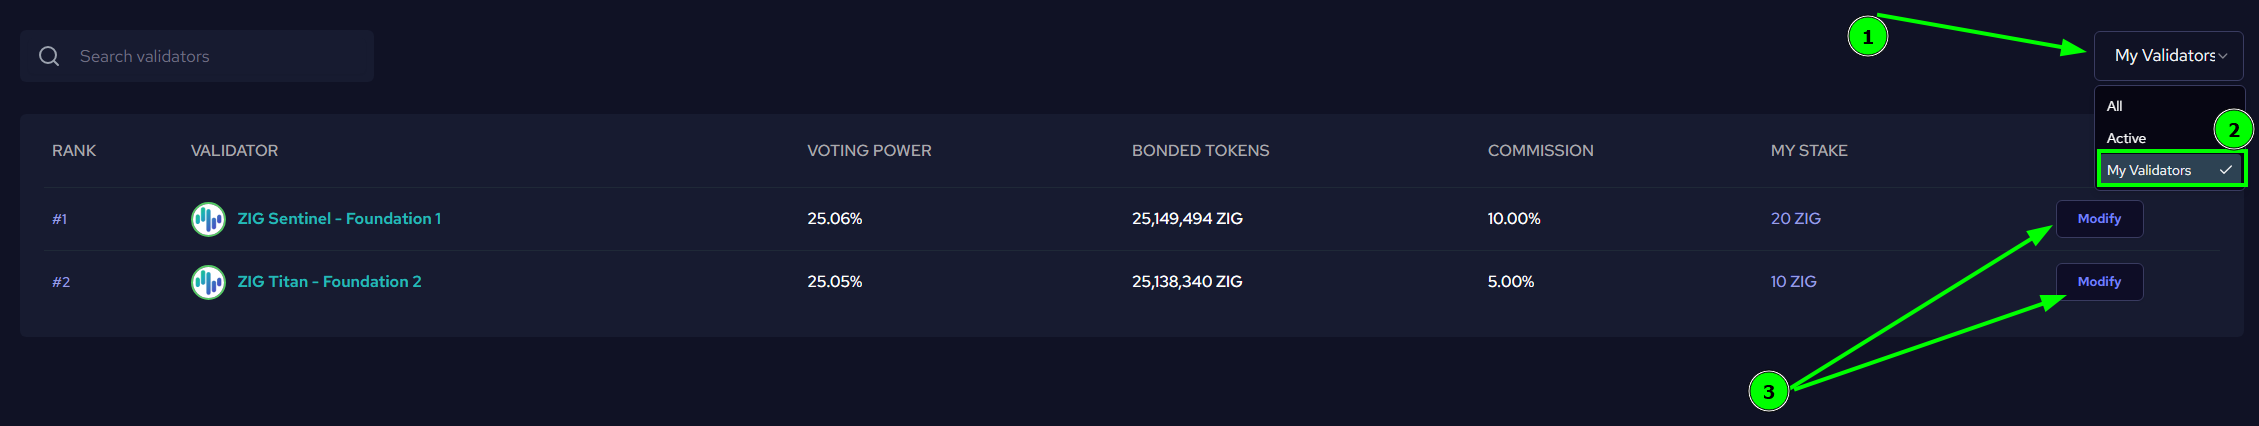 Search validators
1
My Validators
All
Active
2
My Validators
RANK VALIDATOR VOTING POWER BONDED TOKENS COMMISSION MY STAKE
#1 ZIG Sentinel - Foundation 1 25.06% 25,149,494 ZIG 10.00% 20 ZIG Modify
#2 ZIG Titan - Foundation 2 25.05% 25,138,340 ZIG 5.00% 10 ZIG Modify
3